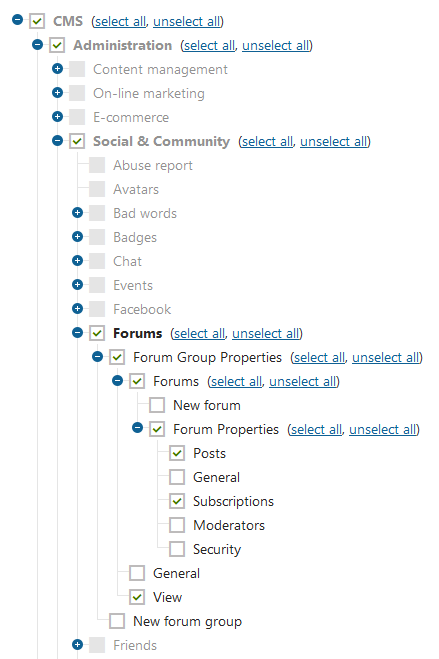 CMS (select all, unselect all)
Administration (select all, unselect all)
Content management
On-line marketing
E-commerce
Social & Community (select all, unselect all)
Abuse report
Avatars
Bad words
Badges
Chat
Events
Facebook
Forums (select all, unselect all)
Forum Group Properties (select all, unselect all)
Forums (select all, unselect all)
New forum
Forum Properties (select all, unselect all)
Posts
General
Subscriptions
Moderators
Security
General
View
New forum group
Friends